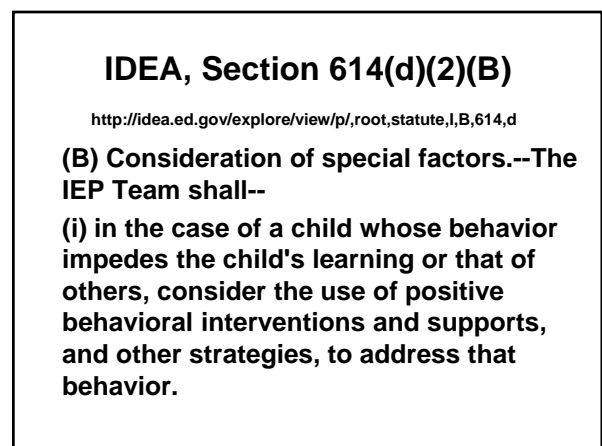 IDEA, Section 614(d)(2)(B)
http://idea.ed.gov/explore/view/p/,root,statute,I,B,614,d
(B) Consideration of special factors.--The
IEP Team shall--
(i) in the case of a child whose behavior
impedes the child's learning or that of
others, consider the use of positive
behavioral interventions and supports,
and other strategies, to address that
behavior.